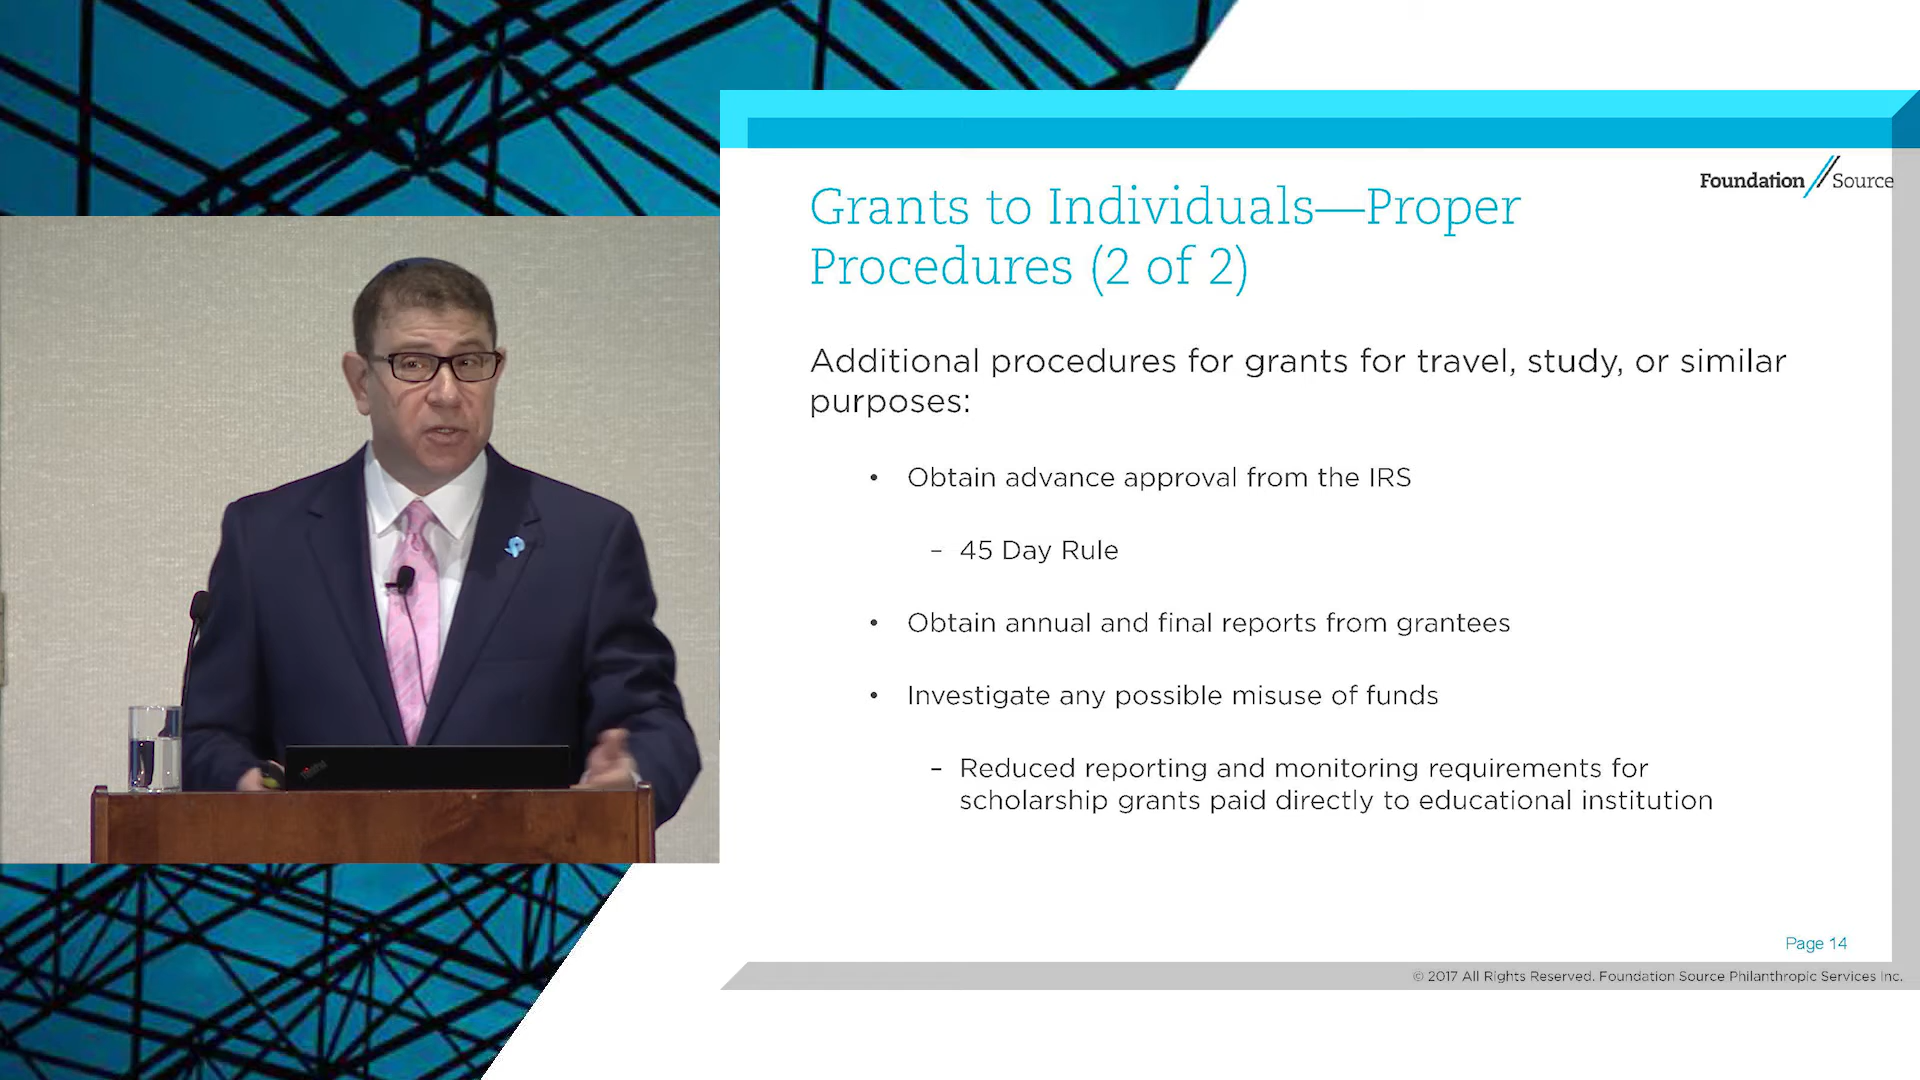 Foundation Source
Grants to Individuals—Proper
Procedures (2 of 2)
Additional procedures for grants for travel, study, or similar
purposes:
• Obtain advance approval from the IRS
– 45 Day Rule
• Obtain annual and final reports from grantees
• Investigate any possible misuse of funds
– Reduced reporting and monitoring requirements for
scholarship grants paid directly to educational institution
Page 14
© 2017 All Rights Reserved. Foundation Source Philanthropic Services Inc.